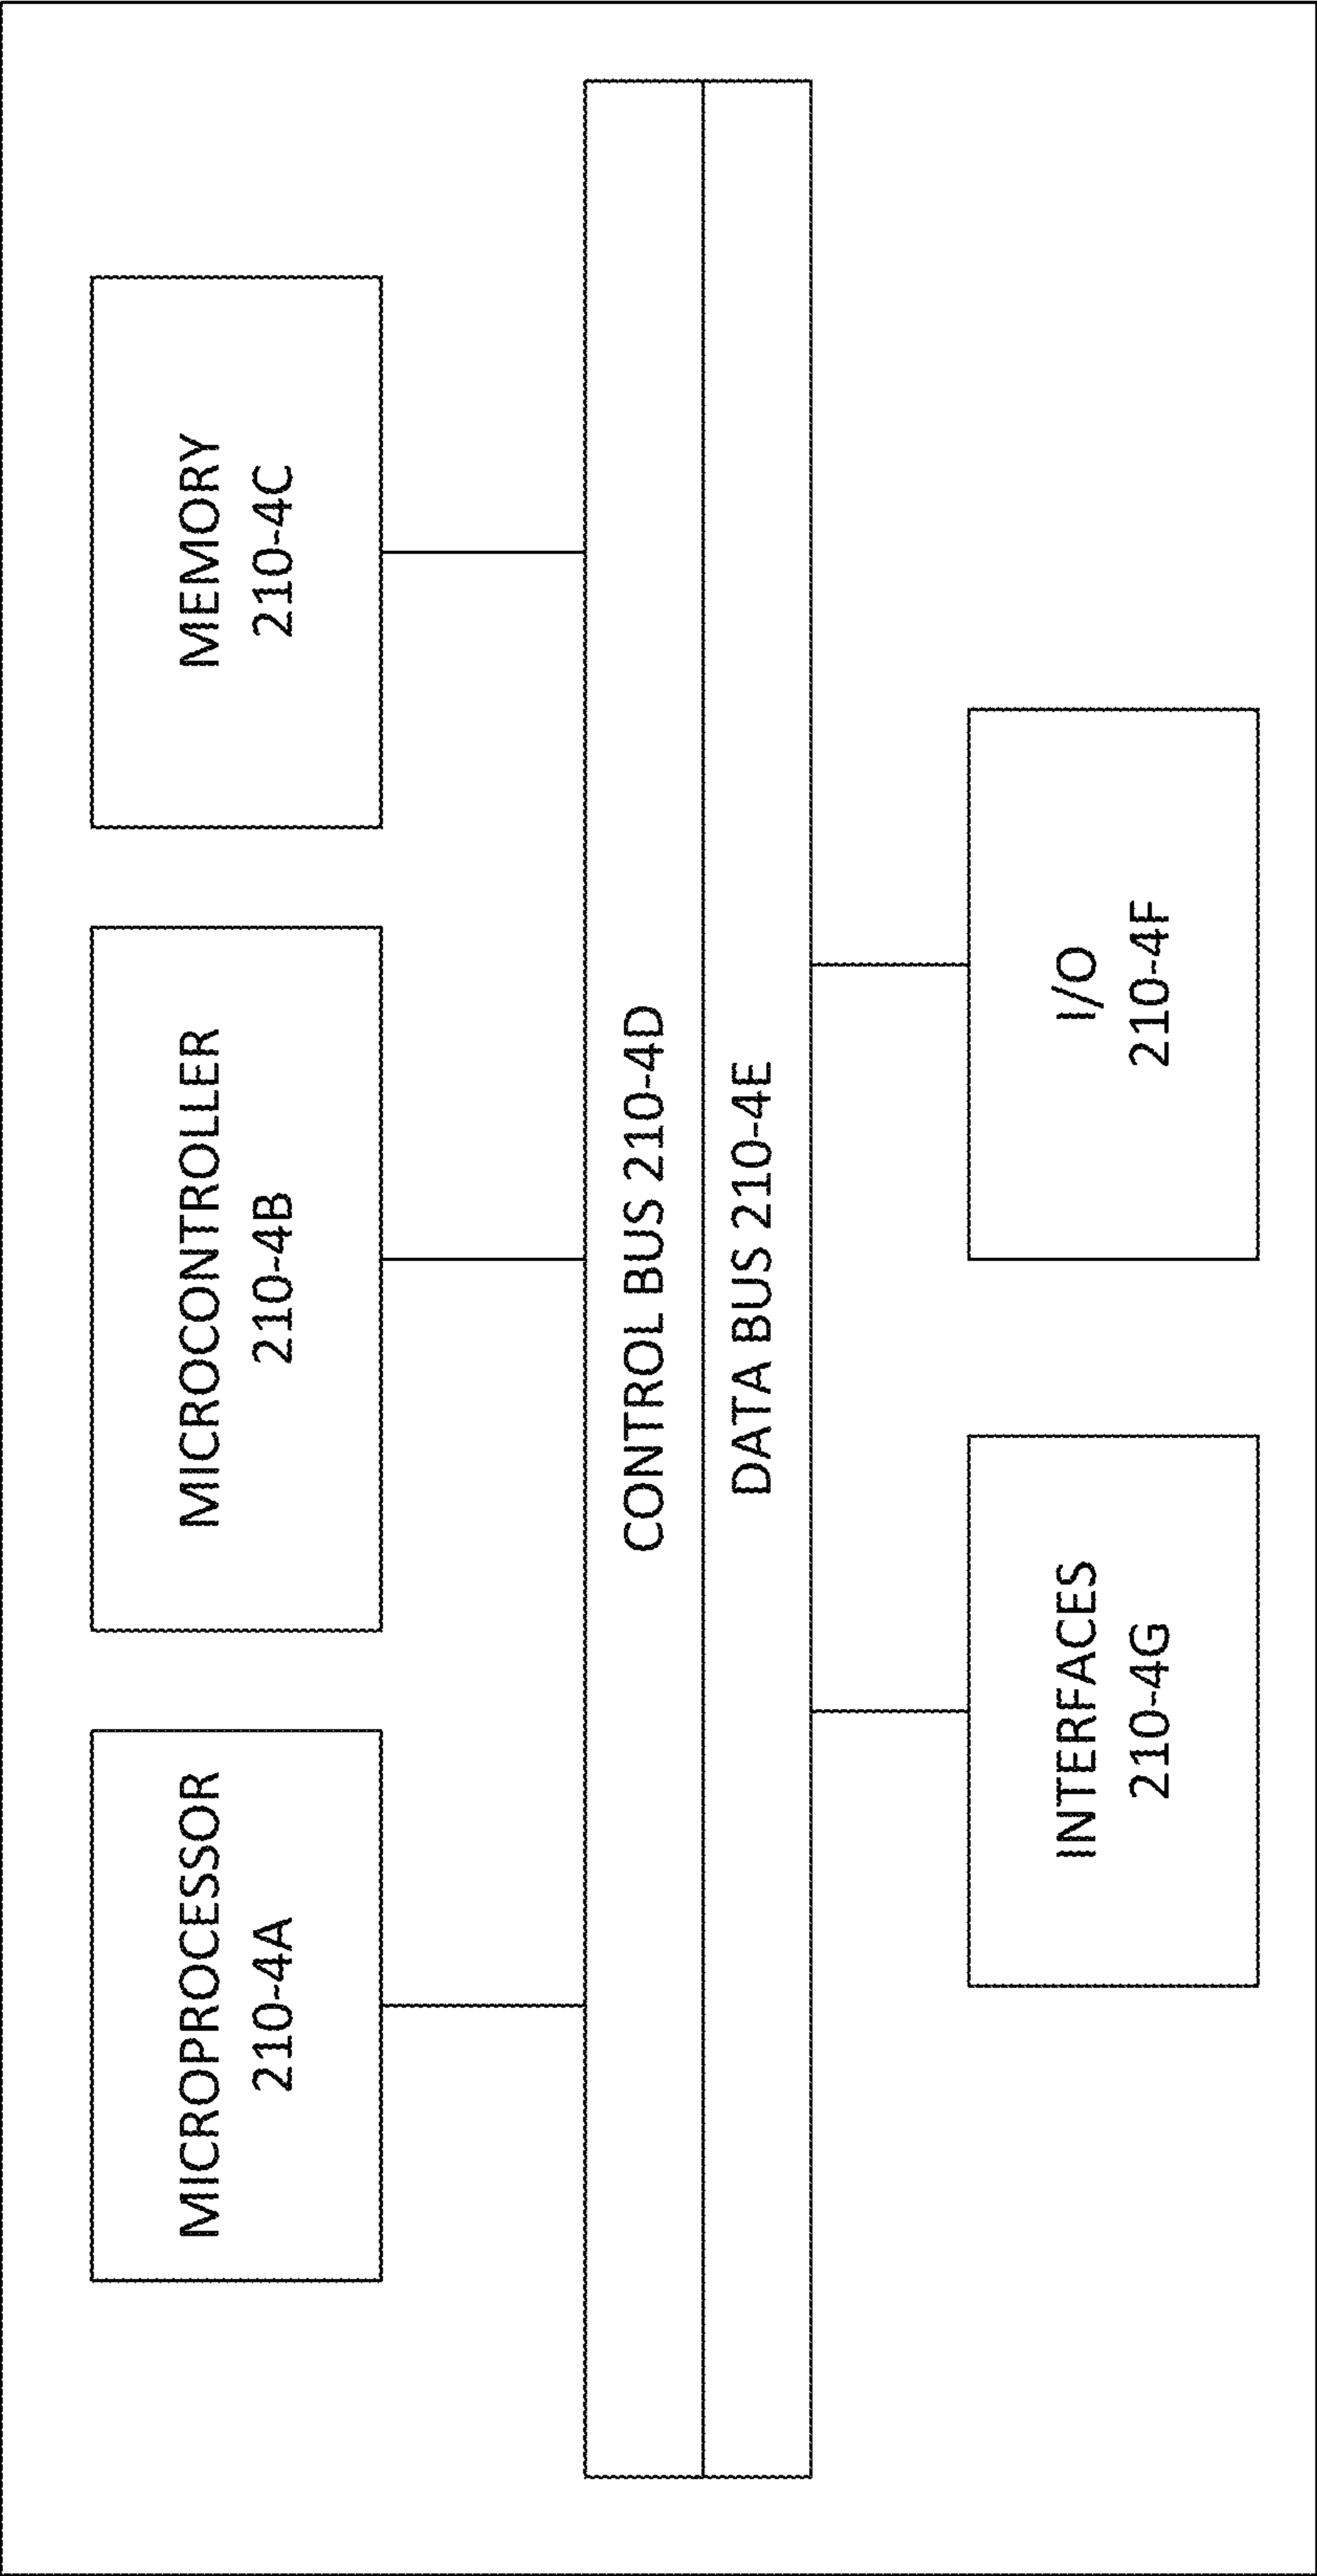 MICROPROCESSOR
210-4A
MICROCONTROLLER
210-4B
MEMORY
210-4C
CONTROL BUS 210-4D
DATA BUS 210-4E
INTERFACES
210-4G
I/O
210-4F